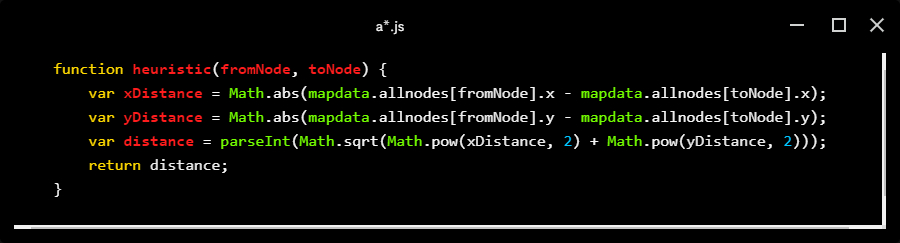 a*.js
function heuristic(fromNode, toNode) {
    var xDistance = Math.abs(mapdata.allnodes[fromNode].x - mapdata.allnodes[toNode].x);
    var yDistance = Math.abs(mapdata.allnodes[fromNode].y - mapdata.allnodes[toNode].y);
    var distance = parseInt(Math.sqrt(Math.pow(xDistance, 2) + Math.pow(yDistance, 2)));
    return distance;
}